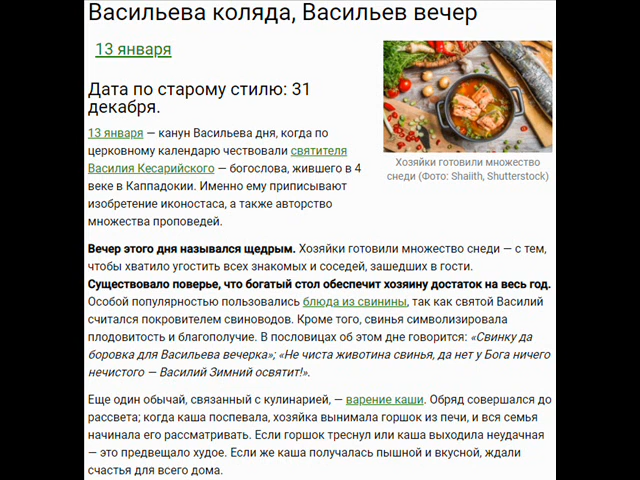 Васильева коляда, Васильев вечер
13 января
Дата по старому стилю: 31
декабря.
13 января — канун Васильева дня, когда по
церковному календарю чествовали святителя
Василия Кесарийского — богослова, жившего в 4
веке в Каппадокии. Именно ему приписывают
изобретение иконостаса, а также авторство
множества проповедей.
Хозяйки готовили множество
снеди (Фото: Shaiith, Shutterstock)
Вечер этого дня назывался щедрым. Хозяйки готовили множество снеди — с тем,
чтобы хватило угостить всех знакомых и соседей, зашедших в гости.
Существовало поверье, что богатый стол обеспечит хозяину достаток на весь год.
Особой популярностью пользовались блюда из свинины, так как святой Василий
считался покровителем свиноводов. Кроме того, свинья символизировала
плодовитость и благополучие. В пословицах об этом дне говорится: «Свинку да
боровка для Васильева вечерка»; «Не чиста животина свинья, да нет у Бога ничего
нечистого — Василий Зимний освятит!».
Еще один обычай, связанный с кулинарией, — варение каши. Обряд совершался до
рассвета; когда каша поспевала, хозяйка вынимала горшок из печи, и вся семья
начинала его рассматривать. Если горшок треснул или каша выходила неудачная
— это предвещало худое. Если же каша получалась пышной и вкусной, ждали
счастья для всего дома.